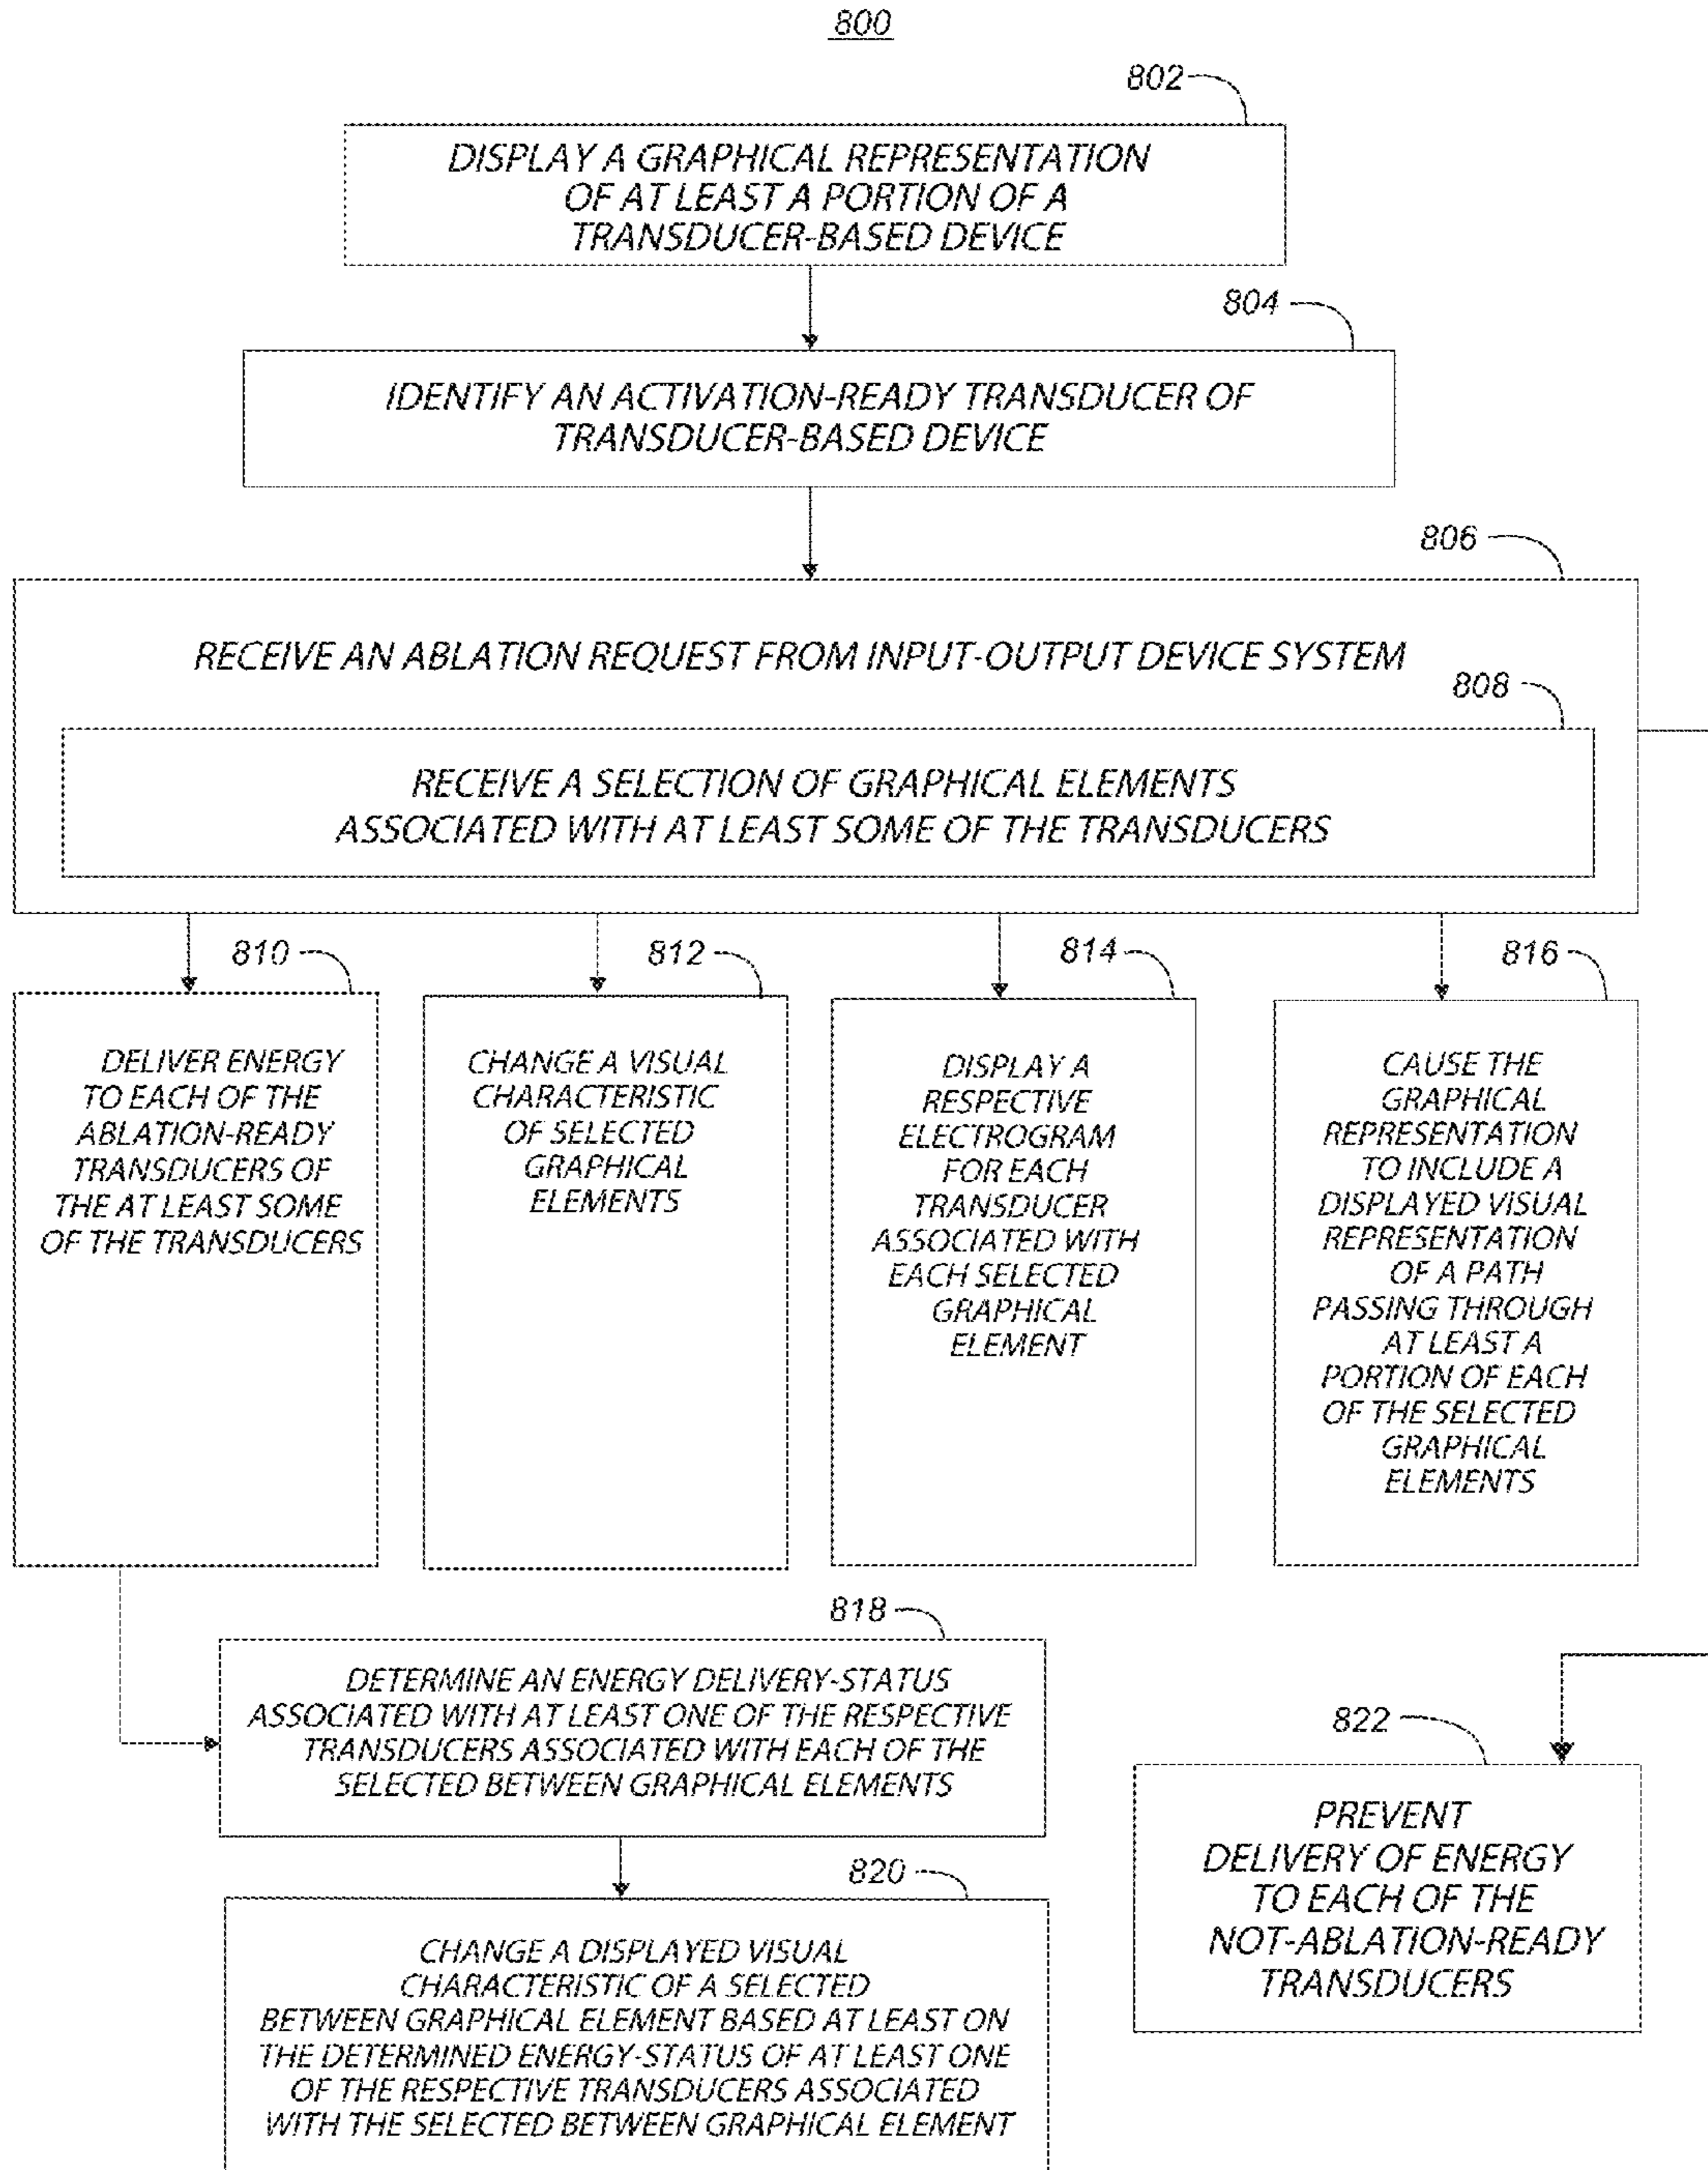 800
802
DISPLAY A GRAPHICAL REPRESENTATION
OF AT LEAST A PORTION OF A
TRANSDUCER-BASED DEVICE
804
IDENTIFY AN ACTIVATION-READY TRANSDUCER OF
TRANSDUCER-BASED DEVICE
806
RECEIVE AN ABLATION REQUEST FROM INPUT-OUTPUT DEVICE SYSTEM
808
RECEIVE A SELECTION OF GRAPHICAL ELEMENTS
ASSOCIATED WITH AT LEAST SOME OF THE TRANSDUCERS
810
DELIVER ENERGY
TO EACH OF THE
ABLATION-READY
TRANSDUCERS OF
THE AT LEAST SOME
OF THE TRANSDUCERS
812
CHANGE A VISUAL
CHARACTERISTIC
OF SELECTED
GRAPHICAL
ELEMENTS
814
DISPLAY A
RESPECTIVE
ELECTROGRAM
FOR EACH
TRANSDUCER
ASSOCIATED WITH
EACH SELECTED
GRAPHICAL
ELEMENT
816
CAUSE THE
GRAPHICAL
REPRESENTATION
TO INCLUDE A
DISPLAYED VISUAL
REPRESENTATION
OF A PATH
PASSING THROUGH
AT LEAST A
PORTION OF EACH
OF THE SELECTED
GRAPHICAL
ELEMENTS
818
DETERMINE AN ENERGY DELIVERY-STATUS
ASSOCIATED WITH AT LEAST ONE OF THE RESPECTIVE
TRANSDUCERS ASSOCIATED WITH EACH OF THE
SELECTED BETWEEN GRAPHICAL ELEMENTS
820
CHANGE A DISPLAYED VISUAL
CHARACTERISTIC OF A SELECTED
BETWEEN GRAPHICAL ELEMENT BASED AT LEAST ON
THE DETERMINED ENERGY-STATUS OF AT LEAST ONE
OF THE RESPECTIVE TRANSDUCERS ASSOCIATED
WITH THE SELECTED BETWEEN GRAPHICAL ELEMENT
822
PREVENT
DELIVERY OF ENERGY
TO EACH OF THE
NOT-ABLATION-READY
TRANSDUCERS